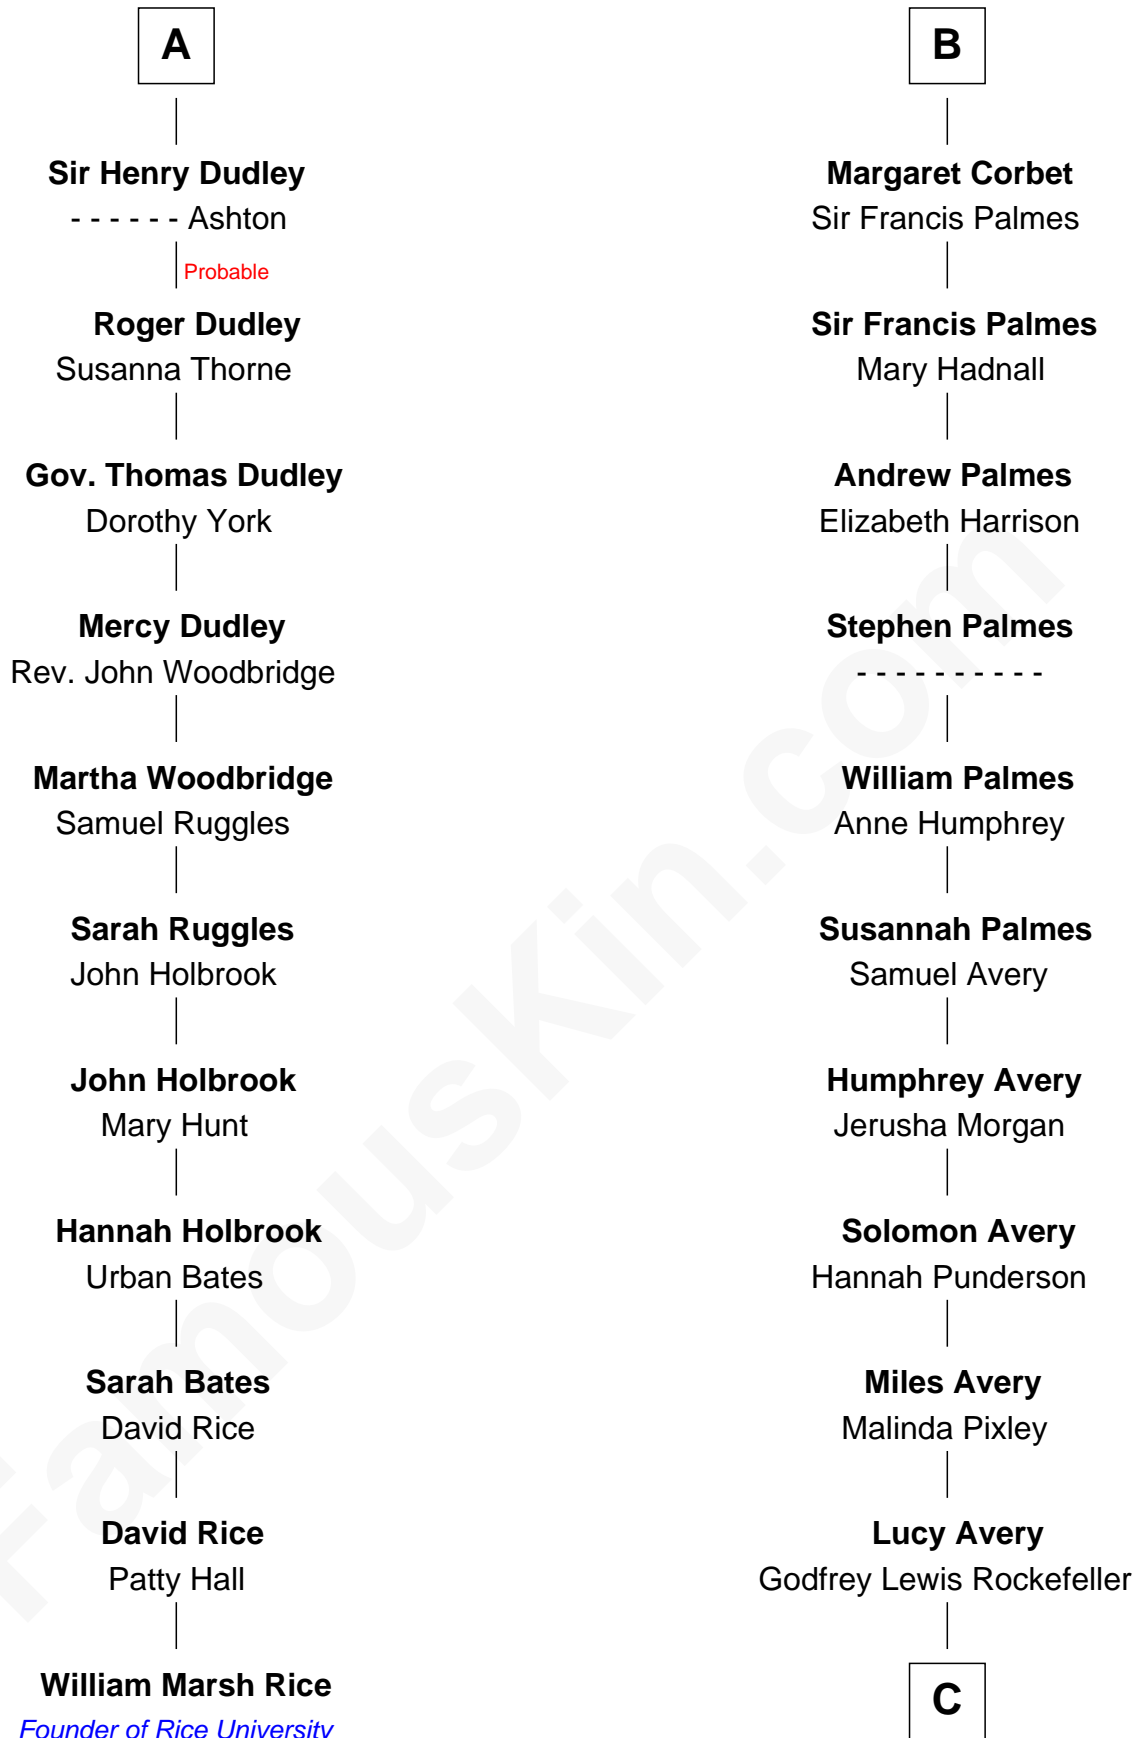 A
Sir Henry Dudley
- - - - - - Ashton
Probable
Roger Dudley
Susanna Thorne
Gov. Thomas Dudley
Dorothy York
Mercy Dudley
Rev. John Woodbridge
Martha Woodbridge
Samuel Ruggles
Sarah Ruggles
John Holbrook
John Holbrook
Mary Hunt
Hannah Holbrook
Urban Bates
Sarah Bates
David Rice
David Rice
Patty Hall
William Marsh Rice
Founder of Rice University
B
Margaret Corbet
Sir Francis Palmes
Sir Francis Palmes
Mary Hadnall
Andrew Palmes
Elizabeth Harrison
Stephen Palmes
- - - - - - - - - -
William Palmes
Anne Humphrey
Susannah Palmes
Samuel Avery
Humphrey Avery
Jerusha Morgan
Solomon Avery
Hannah Punderson
Miles Avery
Malinda Pixley
Lucy Avery
Godfrey Lewis Rockefeller
C
FamousKin.com